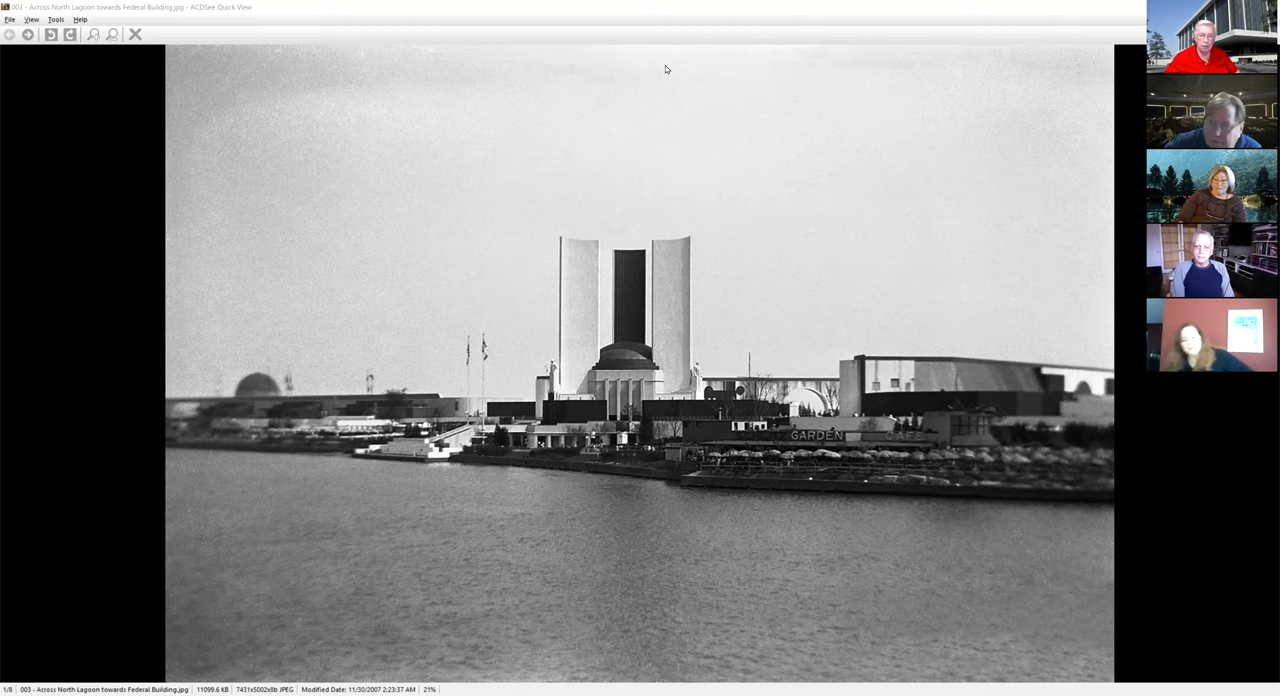 003 - Across North Lagoon towards Federal Building.jpg - ACDSee Quick View
File View Tools Help
GARDEN CAFE
1/8 003 - Across North Lagoon towards Federal Building.jpg 11099.6 KB 7431x5002x8b JPEG Modified Date: 11/30/2007 2:23:37 AM 21%